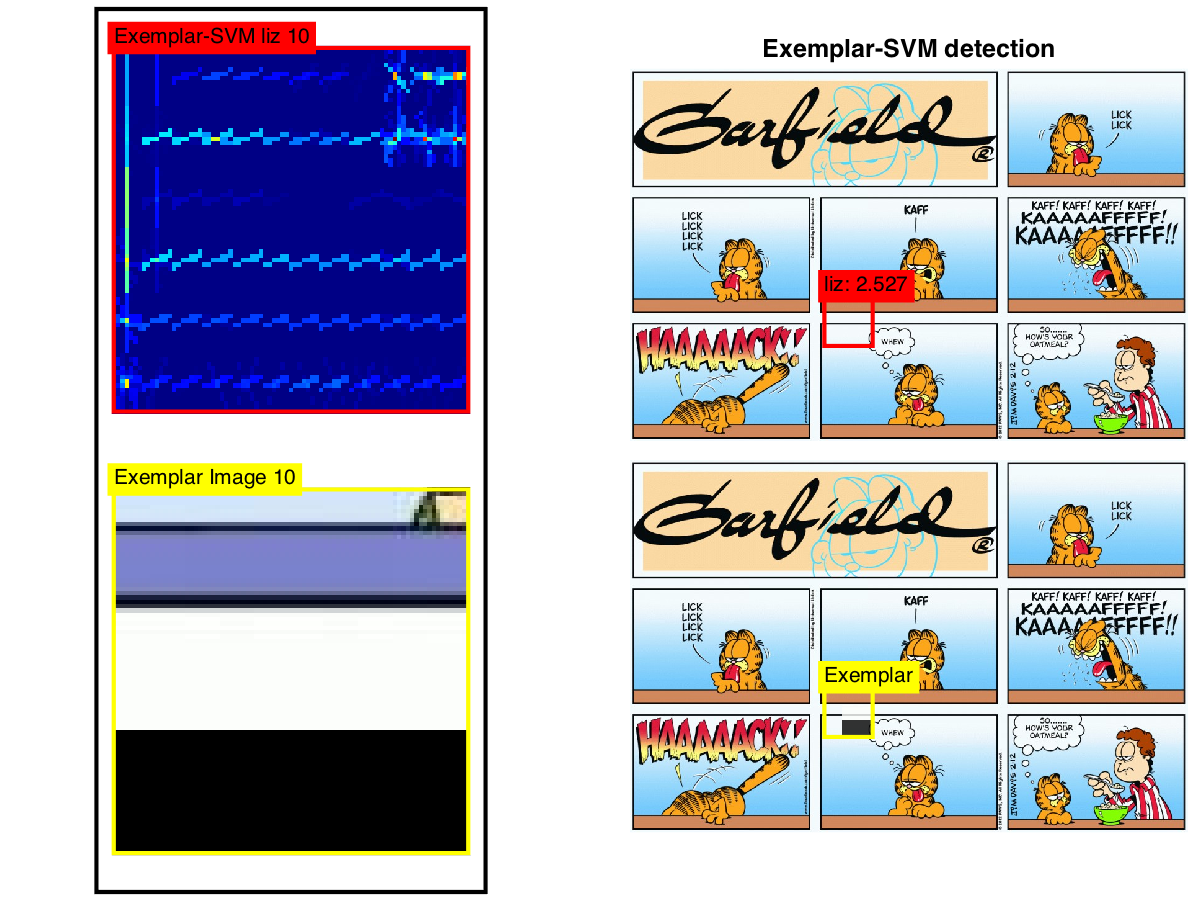 Exemplar-SVM liz 10
Exemplar Image 10
Exemplar-SVM detection
Garfield
®
LICK
LICK
LICK
LICK
LICK
LICK
KAFF
KAFF! KAFF! KAFF! KAFF!
KAAAAAFFFFF!
KAAAAAFFFFF!!
liz: 2.527
HAAAAACK!!
WHEW
SO......
HOW'S YOUR
OATMEAL?
JIM DAVIS 2.12
Garfield
®
LICK
LICK
LICK
LICK
LICK
LICK
KAFF
KAFF! KAFF! KAFF! KAFF!
KAAAAAFFFFF!
KAAAAAFFFFF!!
Exemplar
HAAAAACK!!
WHEW
SO......
HOW'S YOUR
OATMEAL?
JIM DAVIS 2.12